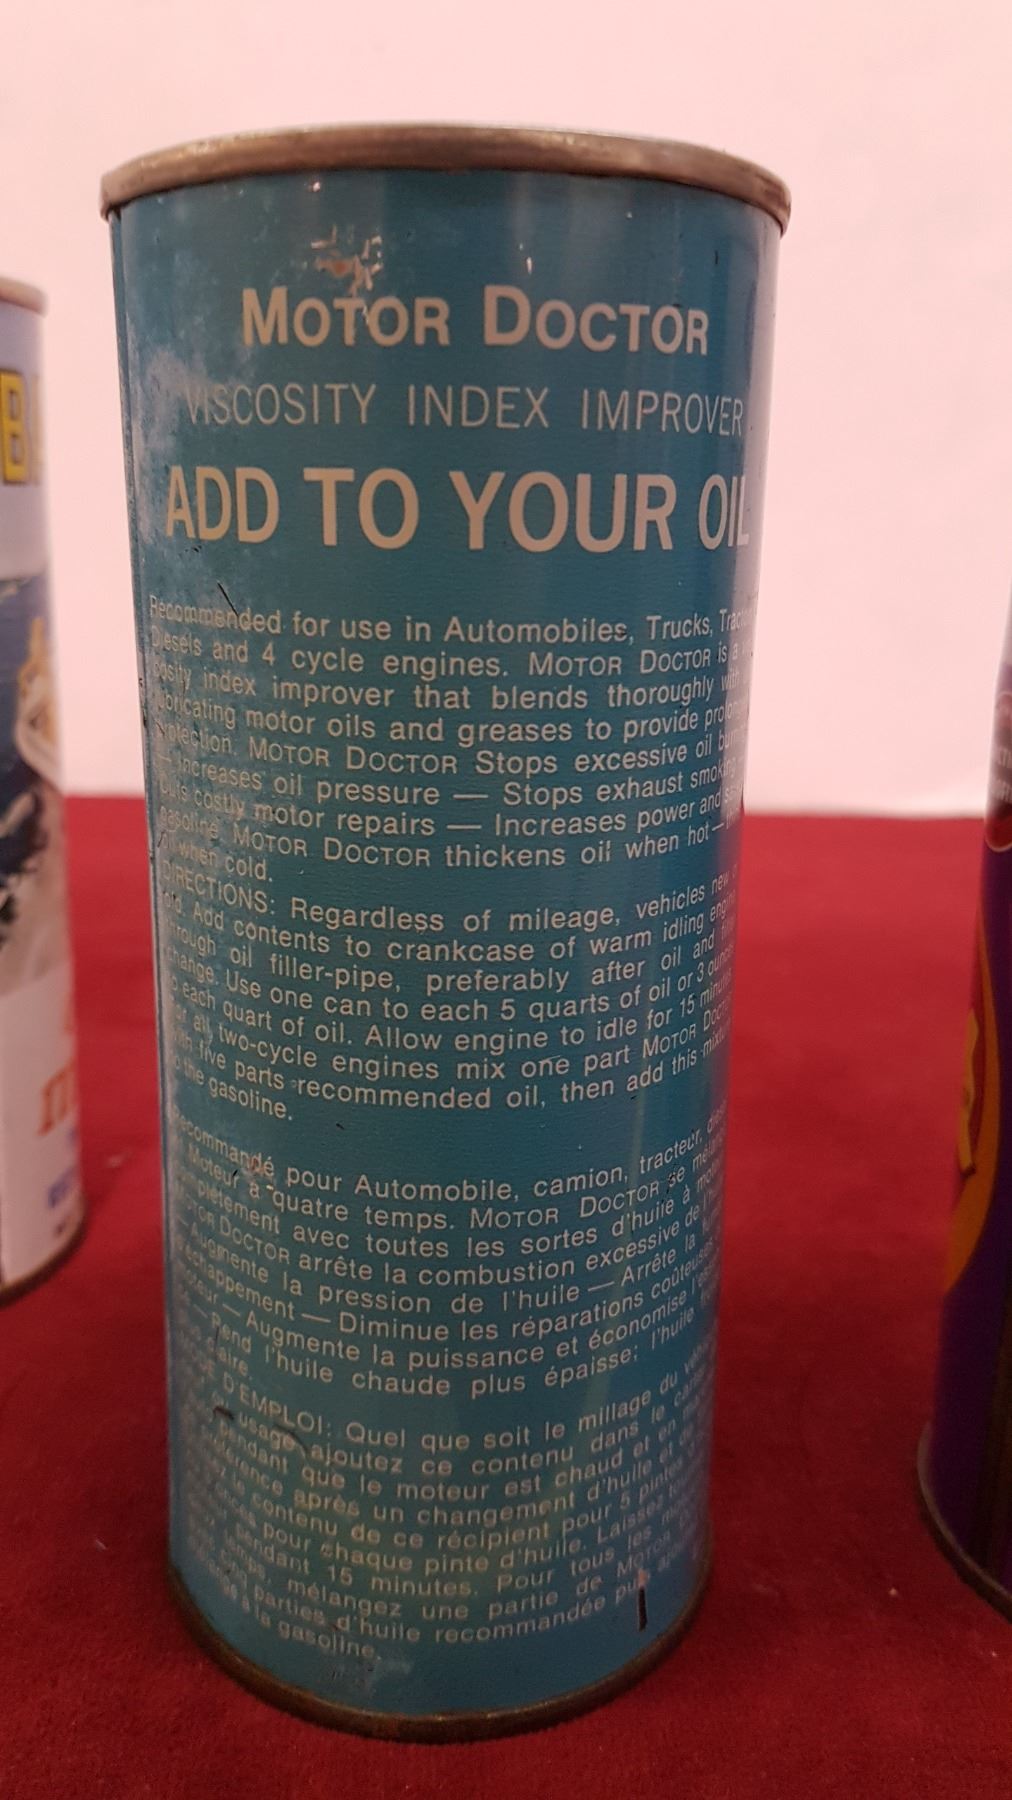 MOTOR DOCTOR
VISCOSITY INDEX IMPROVER
ADD TO YOUR OIL
Recommended for use in Automobiles, Trucks,
Diesels and 4 cycle engines. MOTOR DOCTOR is a
cosity index improver that blends thoroughly with
lubricating motor oils and greases to provide
protection. MOTOR DOCTOR Stops excessive oil
— Increases oil pressure — Stops exhaust smoking
costly motor repairs — Increases power and
gasoline. MOTOR DOCTOR thickens oil when hot —
when cold.
DIRECTIONS: Regardless of mileage, vehicles new
old. Add contents to crankcase of warm idling
through oil filler-pipe, preferably after oil and
change. Use one can to each 5 quarts of oil or 3 ounces
to each quart of oil. Allow engine to idle for 15 minutes
for all two-cycle engines mix one part MOTOR DOCTOR
with five parts recommended oil, then add this
to the gasoline.
Recommandé pour Automobile, camion, tracteur,
Moteur à quatre temps. MOTOR DOCTOR se
complètement avec toutes les sortes d'huile à
MOTOR DOCTOR arrête la combustion excessive de
— Augmente la pression de l'huile — Arrête la
échappement — Diminue les réparations coûteuses
— Augmente la puissance et économise
— Rend l'huile chaude plus épaisse; l'huile
D'EMPLOI: Quel que soit le millage du
usage ajoutez ce contenu dans le
pendant que le moteur est chaud et en
après un changement d'huile et
le contenu de ce récipient pour 5 pintes
pour chaque pinte d'huile. Laissez
pendant 15 minutes. Pour tous les
mélangez une partie de MOTOR
cinq parties d'huile recommandée puis
à la gasoline.